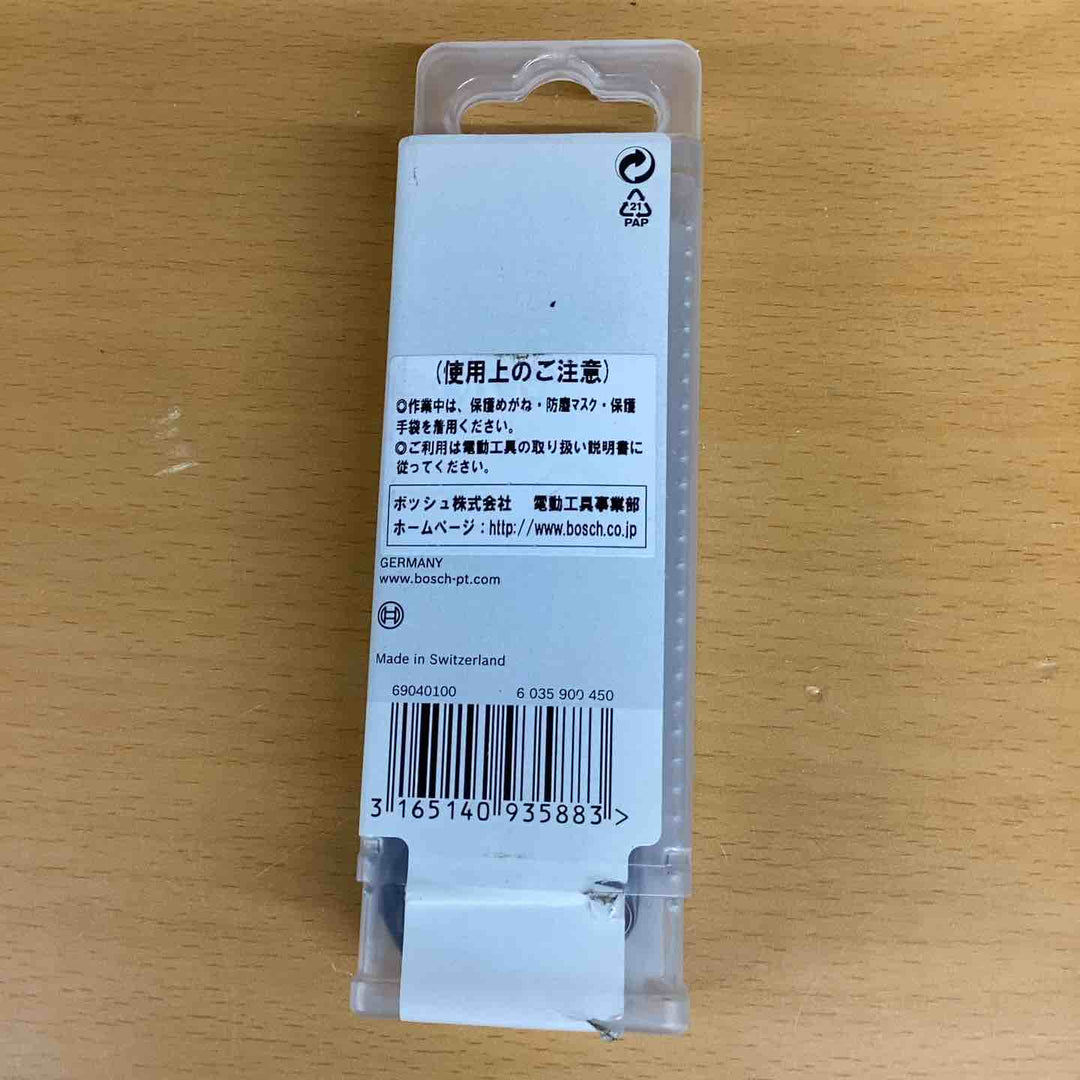 21
PAP
(使用上のご注意)
◎作業中は、保護めがね・防塵マスク・保護
手袋を着用ください。
◎ご利用は電動工具の取り扱い説明書に
従ってください。
ボッシュ株式会社 電動工具事業部
ホームページ:http://www.bosch.co.jp
GERMANY
www.bosch-pt.com
Made in Switzerland
69040100 6 035 900 450
3 165140 935883 >